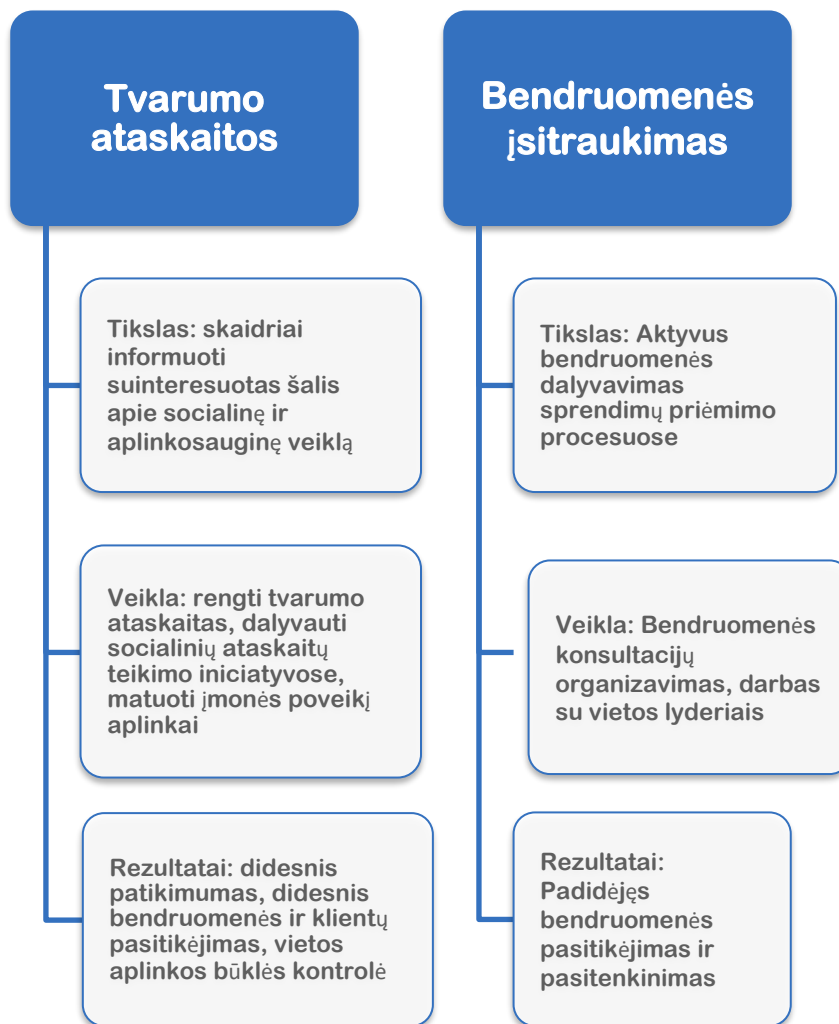 Tvarumo
ataskaitos
Tikslas: skaidriai
informuoti
suinteresuotas šalis
apie socialinę ir
aplinkosauginę veiklą
Veikla: rengti tvarumo
ataskaitas, dalyvauti
socialinių ataskaitų
teikimo iniciatyvose,
matuoti įmonės poveikį
aplinkai
Rezultatai: didesnis
patikimumas, didesnis
bendruomenės ir klientų
pasitikėjimas, vietos
aplinkos būklės kontrolė
Bendruomenės
įsitraukimas
Tikslas: Aktyvus
bendruomenės
dalyvavimas
sprendimų priėmimo
procesuose
Veikla: Bendruomenės
konsultacijų
organizavimas, darbas
su vietos lyderiais
Rezultatai:
Padidėjęs
bendruomenės
pasitikėjimas ir
pasitenkinimas